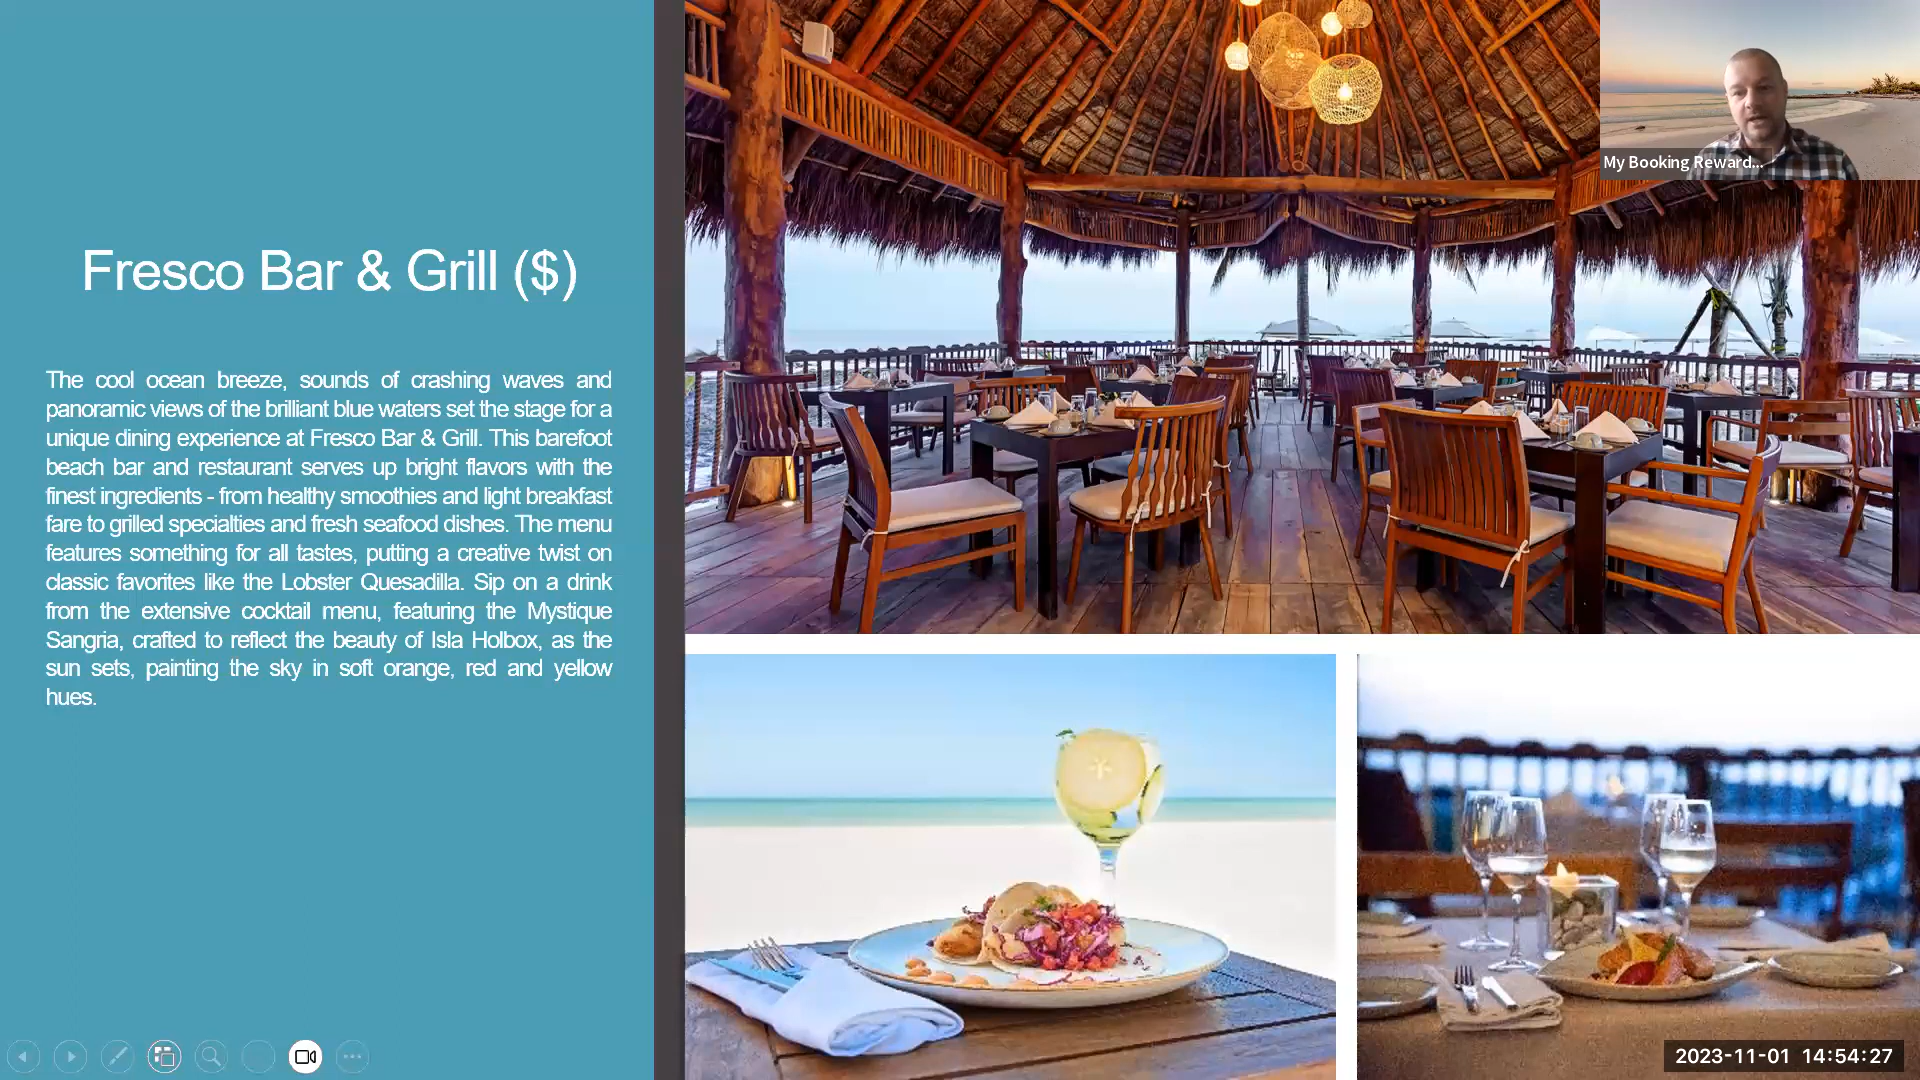 Fresco Bar & Grill ($)
The cool ocean breeze, sounds of crashing waves and
panoramic views of the brilliant blue waters set the stage for a
unique dining experience at Fresco Bar & Grill. This barefoot
beach bar and restaurant serves up bright flavors with the
finest ingredients - from healthy smoothies and light breakfast
fare to grilled specialties and fresh seafood dishes. The menu
features something for all tastes, putting a creative twist on
classic favorites like the Lobster Quesadilla. Sip on a drink
from the extensive cocktail menu, featuring the Mystique
Sangria, crafted to reflect the beauty of Isla Holbox, as the
sun sets, painting the sky in soft orange, red and yellow
hues.
My Booking Reward...
2023-11-01 14:54:27